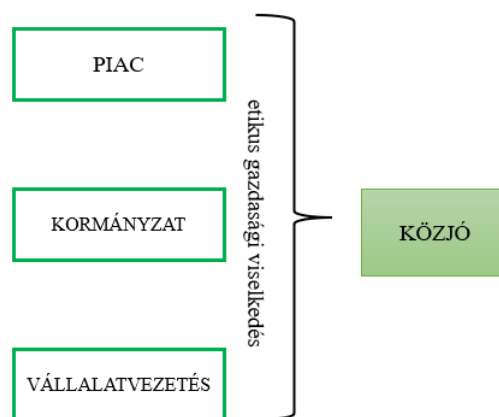 PIAC
etikus gazdasági viselkedés
KORMÁNYZAT
KÖZJÓ
VÁLLALATVEZETÉS